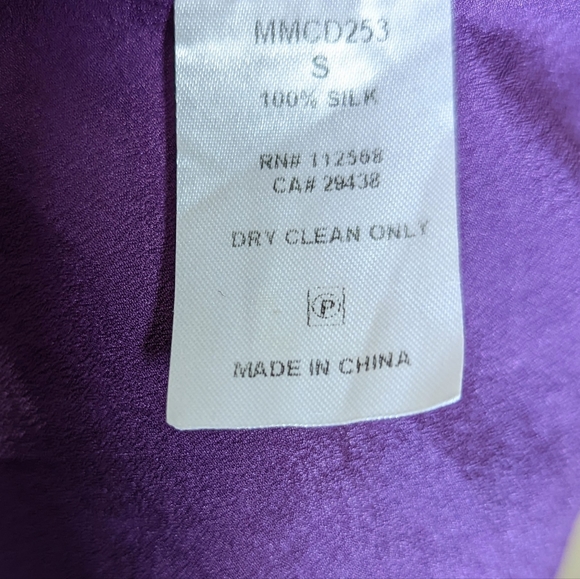 MMCD253
S
100% SILK
RN# 112568
CA# 29438
DRY CLEAN ONLY
P
MADE IN CHINA